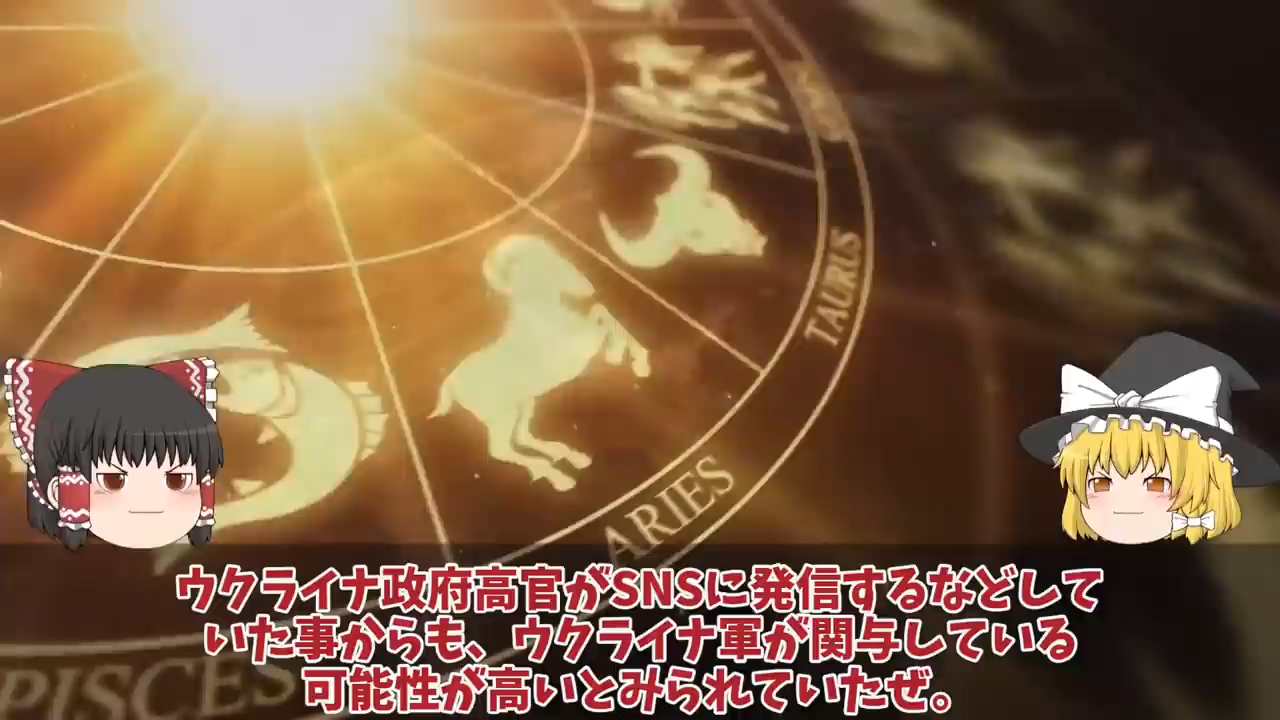 TAURUS
ARIES
PISCES
ウクライナ政府高官がSNSに発信するなどして
いた事からも、ウクライナ軍が関与している
可能性が高いとみられていたぜ。